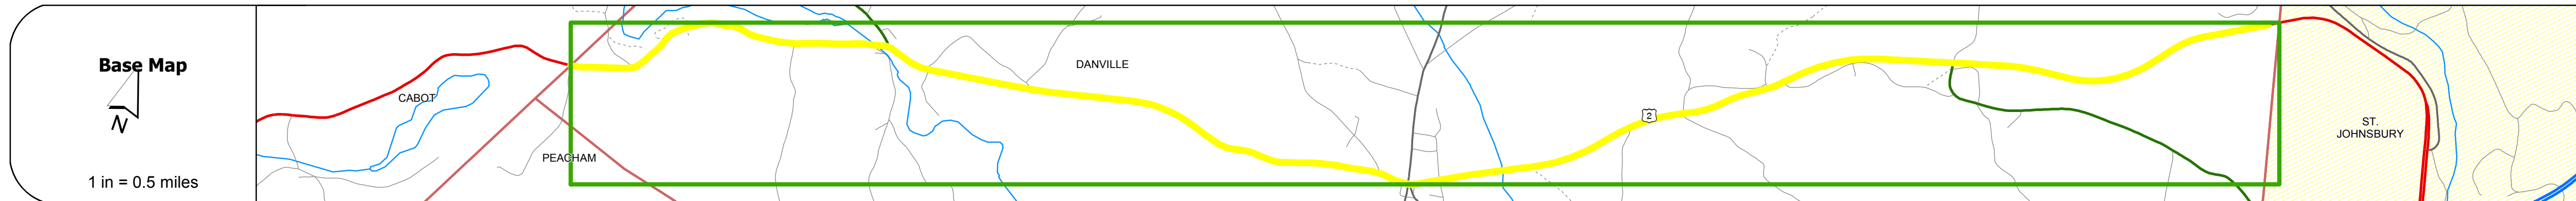 Base Map
N
1 in = 0.5 miles
CABOT
PEACHAM
DANVILLE
2
ST.
JOHNSBURY